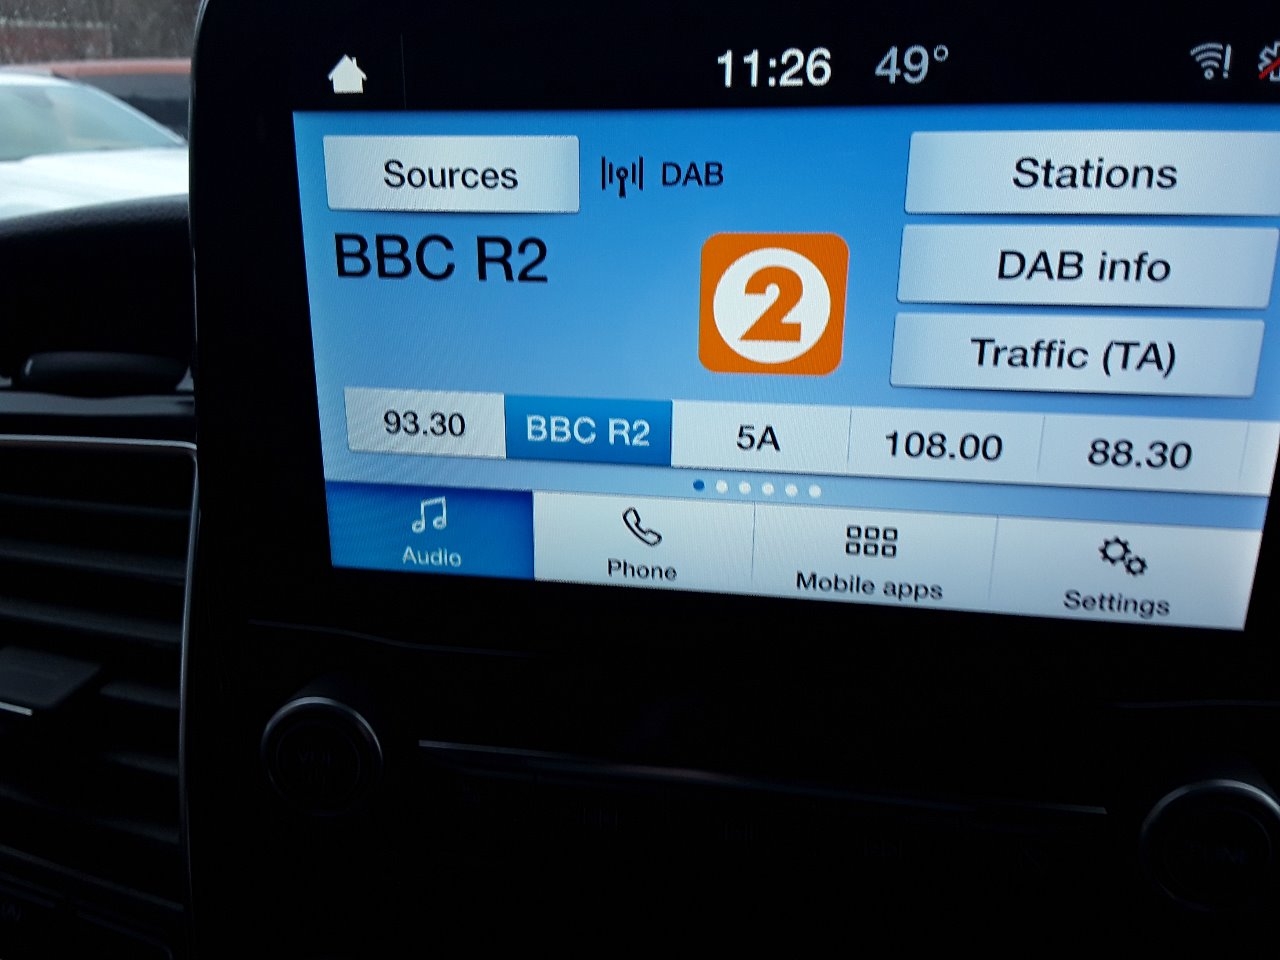 11:26 49°
Sources DAB Stations
BBC R2
2
DAB info
Traffic (TA)
93.30 BBC R2 5A 108.00 88.30
Audio Phone Mobile apps Settings